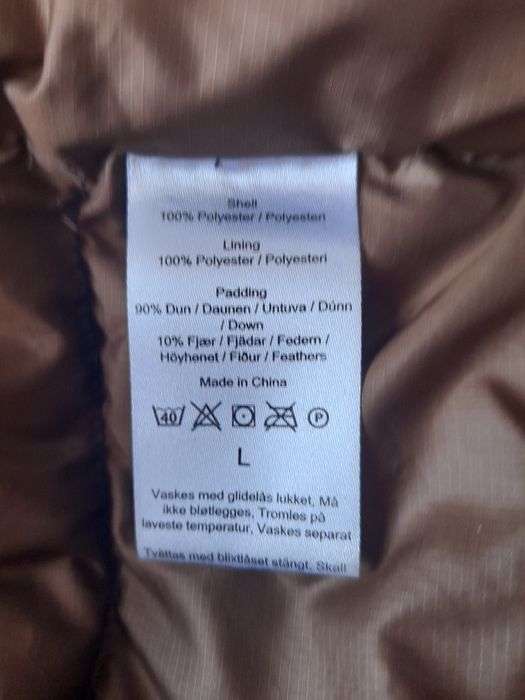 Shell
100% Polyester / Polyesteri
Lining
100% Polyester / Polyesteri
Padding
90% Dun / Daunen / Untuva / Dúnn
/ Down
10% Fjær / Fjädar / Federn /
Höyhenet / Fiður / Feathers
Made in China
40 P
L
Vaskes med glidelås lukket, Må
ikke bløtlegges, Tromles på
laveste temperatur, Vaskes separat
Tvättas med blixtlåset stängt, Skall